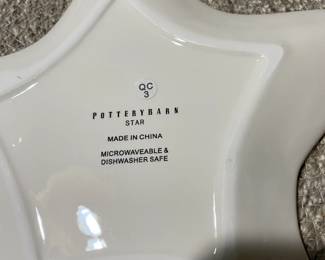 QC
3
POTTERYBARN
STAR
MADE IN CHINA
MICROWAVEABLE &
DISHWASHER SAFE